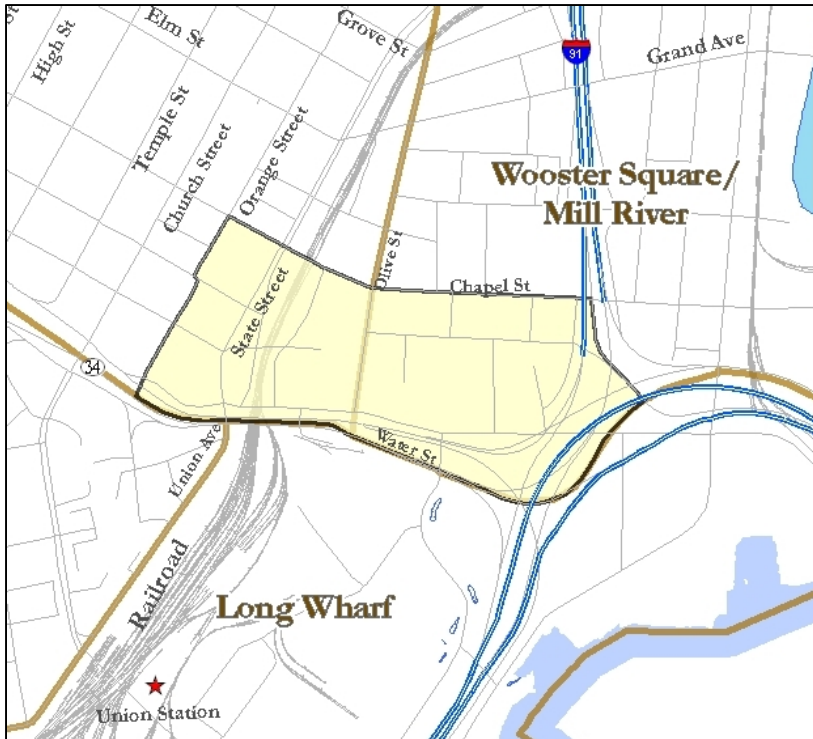 St
High St
Elm St
Grove St
Temple St
Church Street
Orange Street
91
Grand Ave
Wooster Square/
Mill River
Olive St
Chapel St
State Street
34
Water St
Union Ave
Railroad
Long Wharf
Union Station